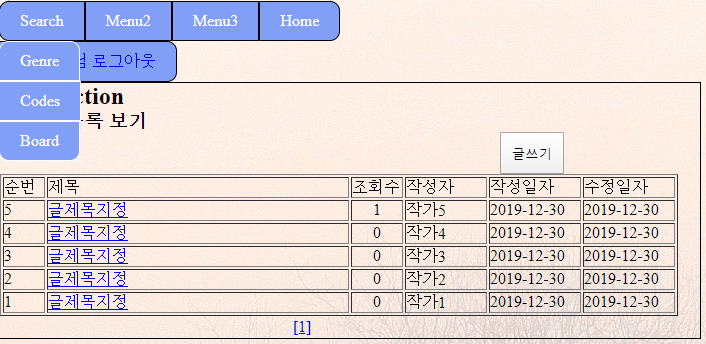 Search Menu2 Menu3 Home
Genre 로그아웃
Codes ction
Board 록 보기
글쓰기
순번 제목 조회수 작성자 작성일자 수정일자
5 글제목지정 1 작가5 2019-12-30 2019-12-30
4 글제목지정 0 작가4 2019-12-30 2019-12-30
3 글제목지정 0 작가3 2019-12-30 2019-12-30
2 글제목지정 0 작가2 2019-12-30 2019-12-30
1 글제목지정 0 작가1 2019-12-30 2019-12-30
[1]